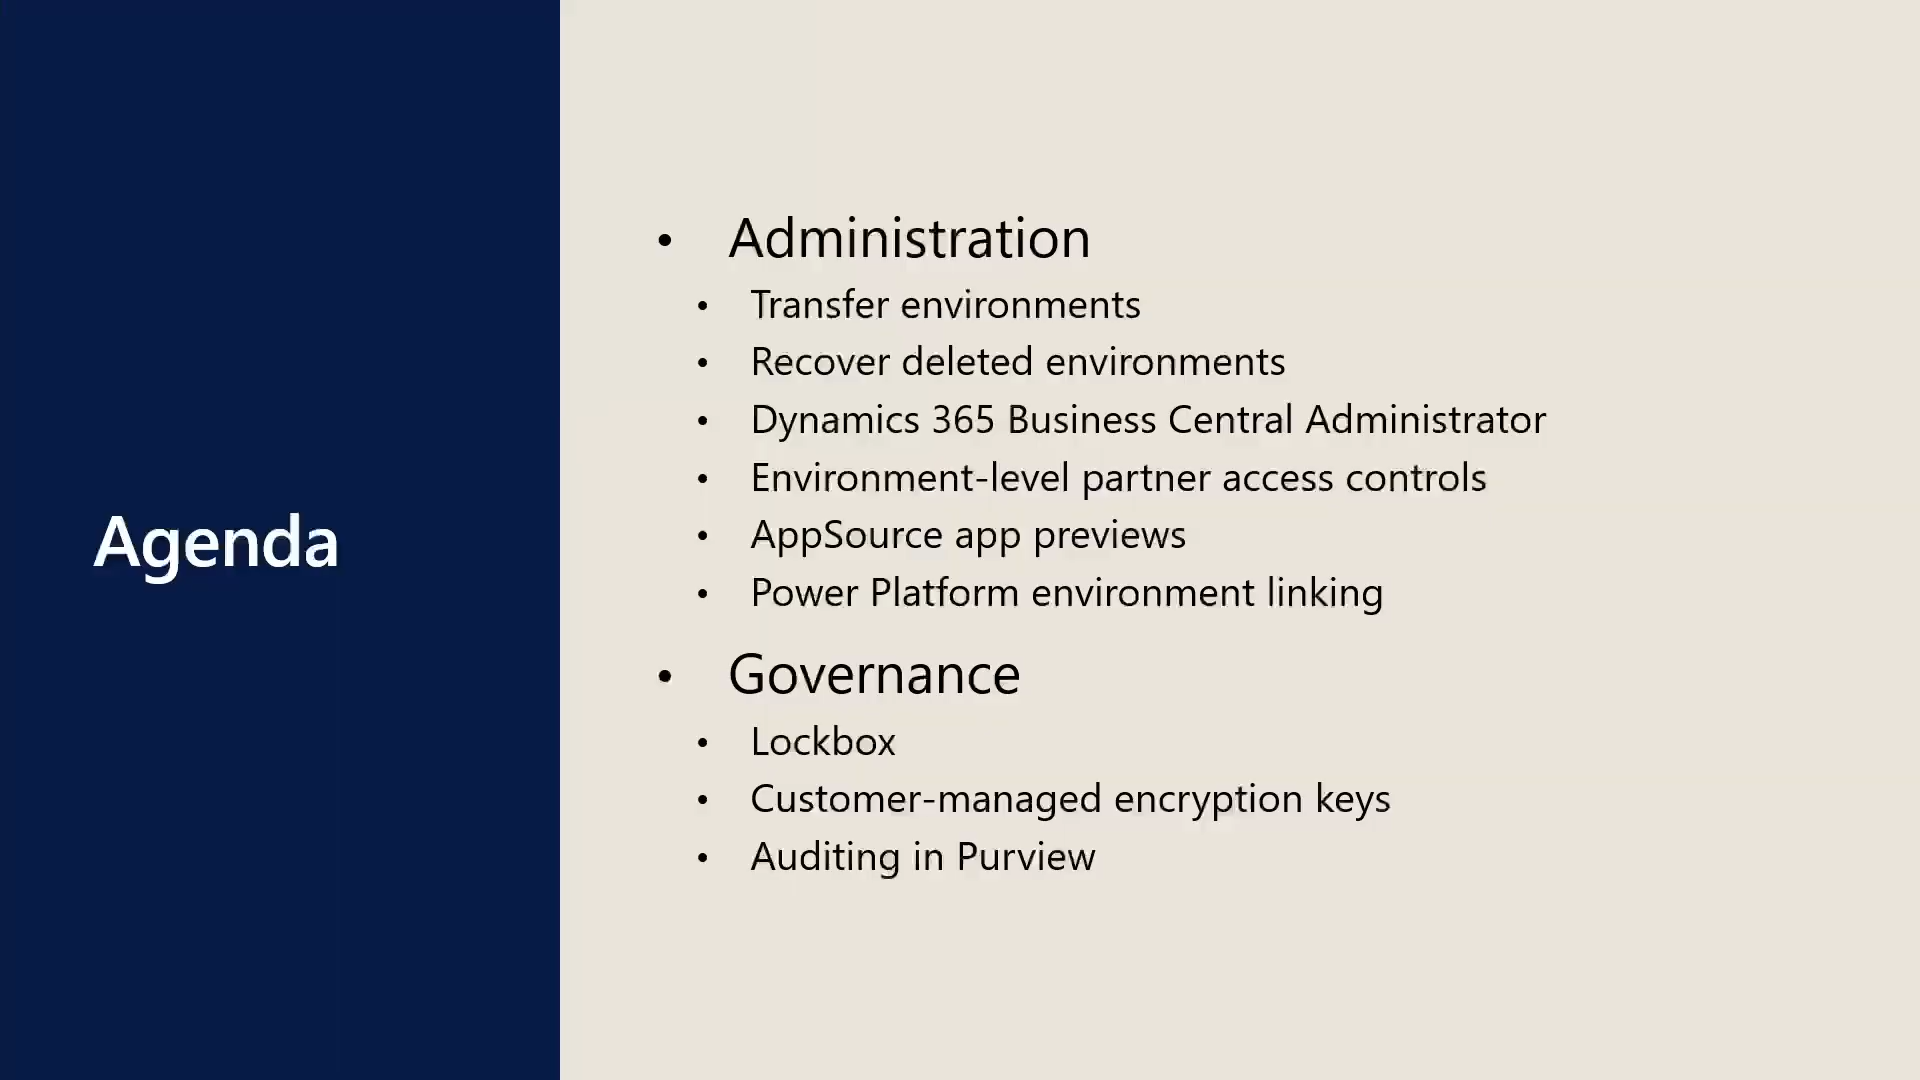 Agenda
• Administration
• Transfer environments
• Recover deleted environments
• Dynamics 365 Business Central Administrator
• Environment-level partner access controls
• AppSource app previews
• Power Platform environment linking
• Governance
• Lockbox
• Customer-managed encryption keys
• Auditing in Purview